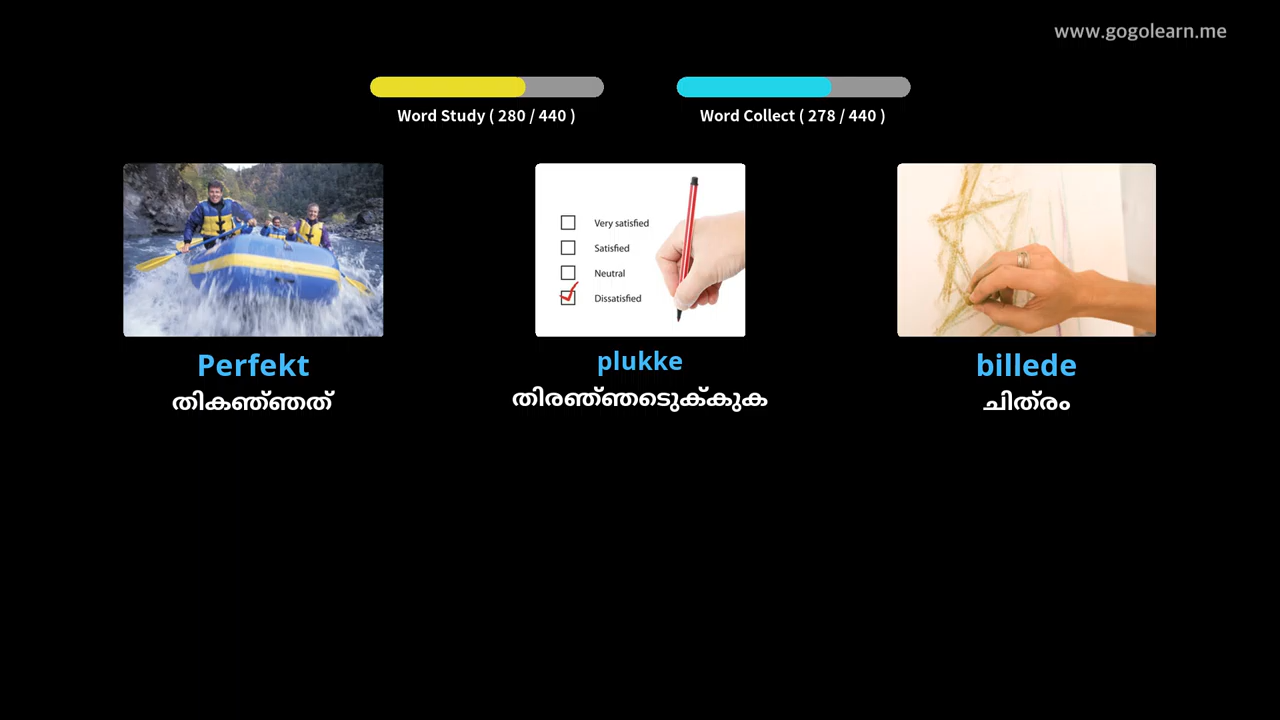 www.gogolearn.me
Word Study ( 280 / 440 )
Word Collect ( 278 / 440 )
Very satisfied
Satisfied
Neutral
Dissatisfied
Perfekt
plukke
billede
തികഞ്ഞത്
തിരഞ്ഞടുെക്കുക
ചിത്രം